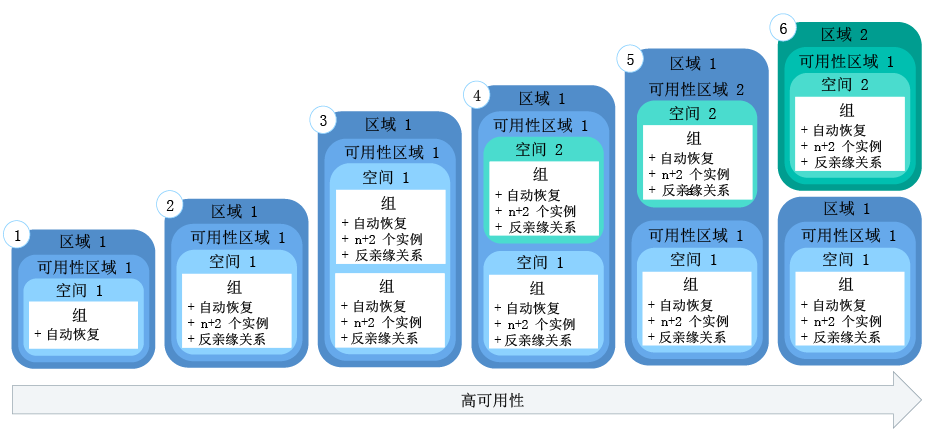 1
区域 1
可用性区域 1
空间 1
组
+ 自动恢复
2
区域 1
可用性区域 1
空间 1
组
+ 自动恢复
+ n+2 个实例
+ 反亲缘关系
3
区域 1
可用性区域 1
空间 1
组
+ 自动恢复
+ n+2 个实例
+ 反亲缘关系
组
+ 自动恢复
+ n+2 个实例
+ 反亲缘关系
4
区域 1
可用性区域 1
空间 2
组
+ 自动恢复
+ n+2 个实例
+ 反亲缘关系
空间 1
组
+ 自动恢复
+ n+2 个实例
+ 反亲缘关系
5
区域 1
可用性区域 2
空间 2
组
+ 自动恢复
+ n+2 个实例
+ 反亲缘关系
可用性区域 1
空间 1
组
+ 自动恢复
+ n+2 个实例
+ 反亲缘关系
6
区域 2
可用性区域 1
空间 2
组
+ 自动恢复
+ n+2 个实例
+ 反亲缘关系
区域 1
可用性区域 1
空间 1
组
+ 自动恢复
+ n+2 个实例
+ 反亲缘关系
高可用性